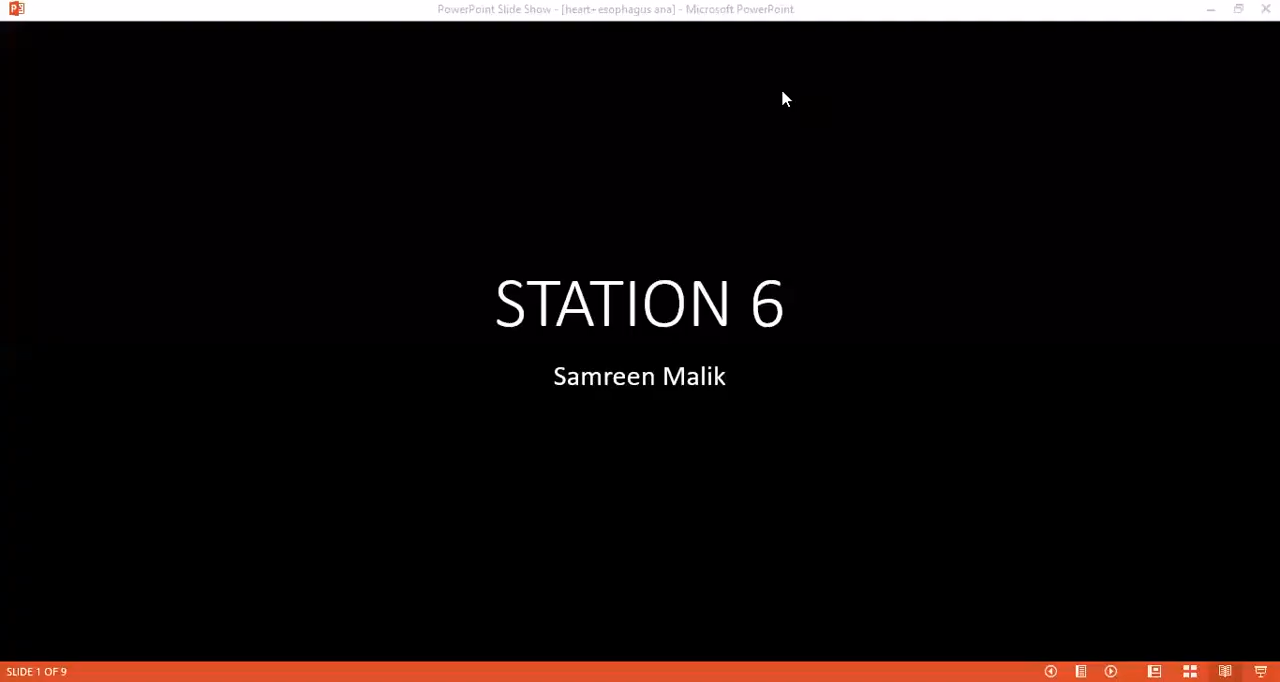 PowerPoint Slide Show - [heart+esophagus ana] - Microsoft PowerPoint
STATION 6
Samreen Malik
SLIDE 1 OF 9